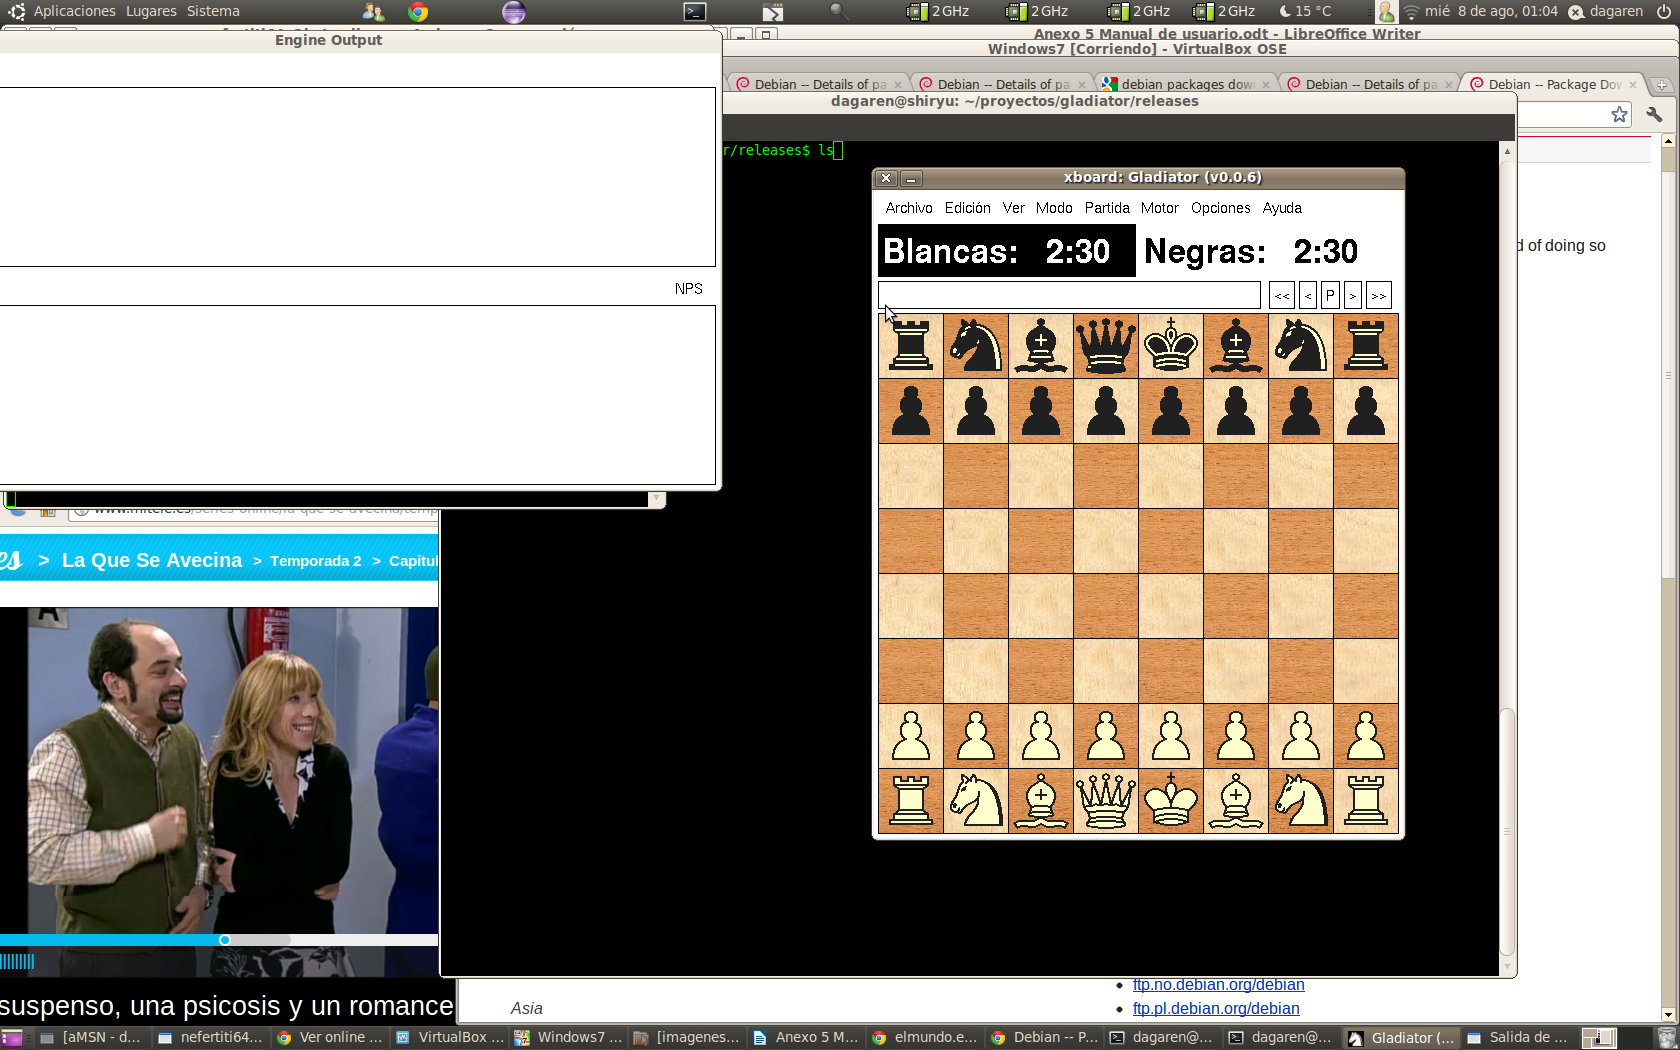 Aplicaciones Lugares Sistema
2 GHz 2 GHz 2 GHz 2 GHz 15 °C mié 8 de ago, 01:04 dagaren
Engine Output
Anexo 5 Manual de usuario.odt - LibreOffice Writer
Windows7 [Corriendo] - VirtualBox OSE
Debian -- Details of pa
Debian -- Details of pa
debian packages dow
Debian -- Details of pa
Debian -- Package Dow
dagaren@shiryu: ~/proyectos/gladiator/releases
r/releases$ ls
xboard: Gladiator (v0.0.6)
Archivo Edición Ver Modo Partida Motor Opciones Ayuda
Blancas: 2:30 Negras: 2:30
<< < P > >>
d of doing so
NPS
es > La Que Se Avecina > Temporada 2 > Capítul
suspenso, una psicosis y un romance
Asia
ftp.no.debian.org/debian
ftp.pl.debian.org/debian
[aMSN - d...
nefertiti64...
Ver online ...
VirtualBox ...
Windows7 ...
[imagenes...
Anexo 5 M...
elmundo.e...
Debian -- P...
dagaren@...
dagaren@...
Gladiator (...
Salida de ...